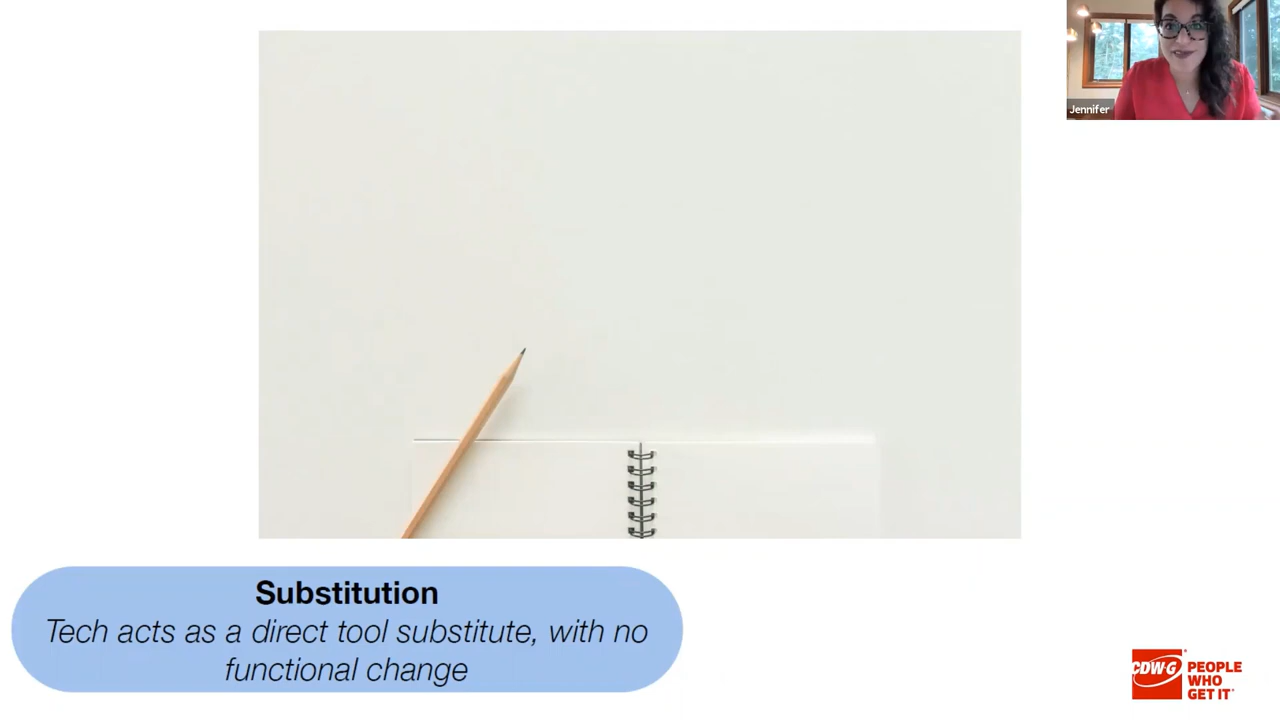 Jennifer
Substitution
Tech acts as a direct tool substitute, with no
functional change
CDW·G
PEOPLE
WHO
GET IT